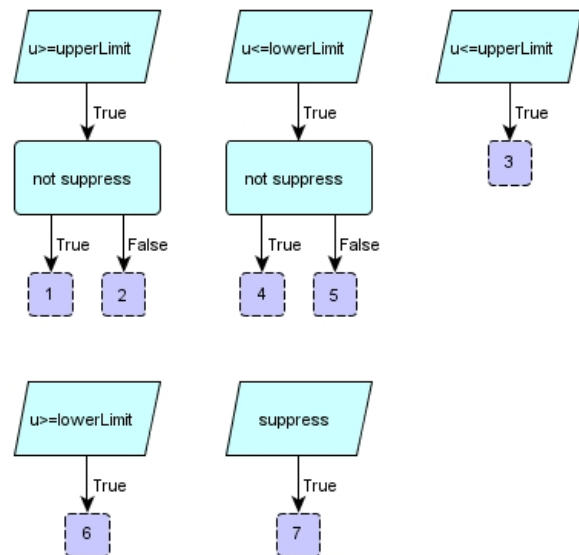 u>=upperLimit
u<=lowerLimit
u<=upperLimit
True
True
True
not suppress
not suppress
3
True
False
True
False
1
2
4
5
u>=lowerLimit
suppress
True
True
6
7